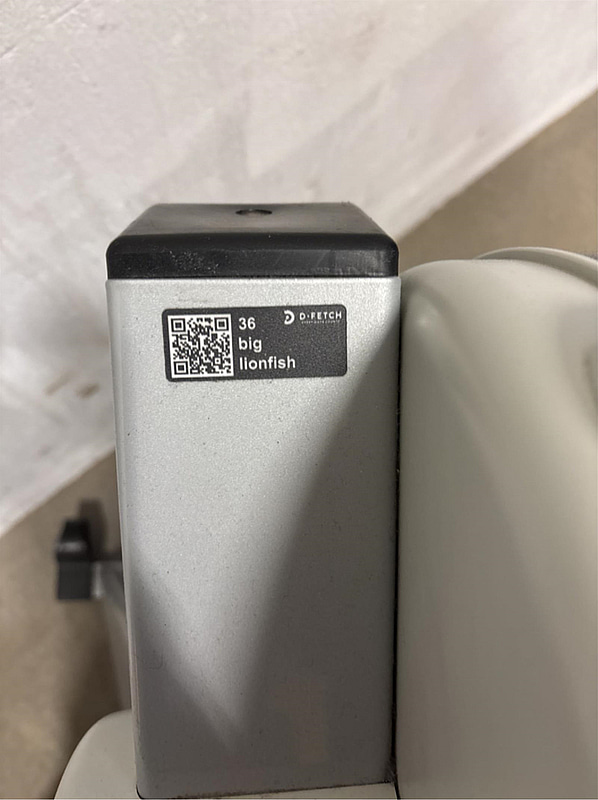 36
big
lionfish
D-FETCH